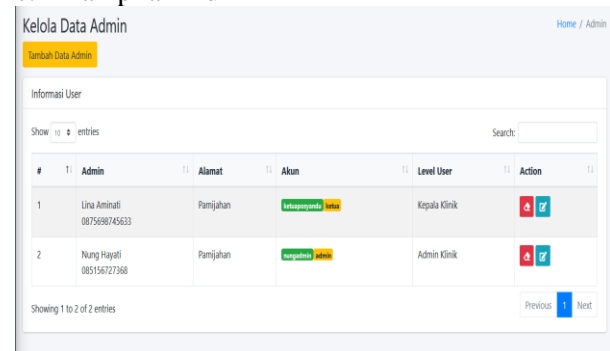 Kelola Data Admin
Home / Admin
Tambah Data Admin
Informasi User
Show 10 entries
Search:
# Admin Alamat Akun Level User Action
1 Lina Aminati Pamijahan ketuaposyandu ketua Kepala Klinik
0875698745633
2 Nung Hayati Pamijahan nungadmin admin Admin Klinik
085156727368
Showing 1 to 2 of 2 entries
Previous 1 Next